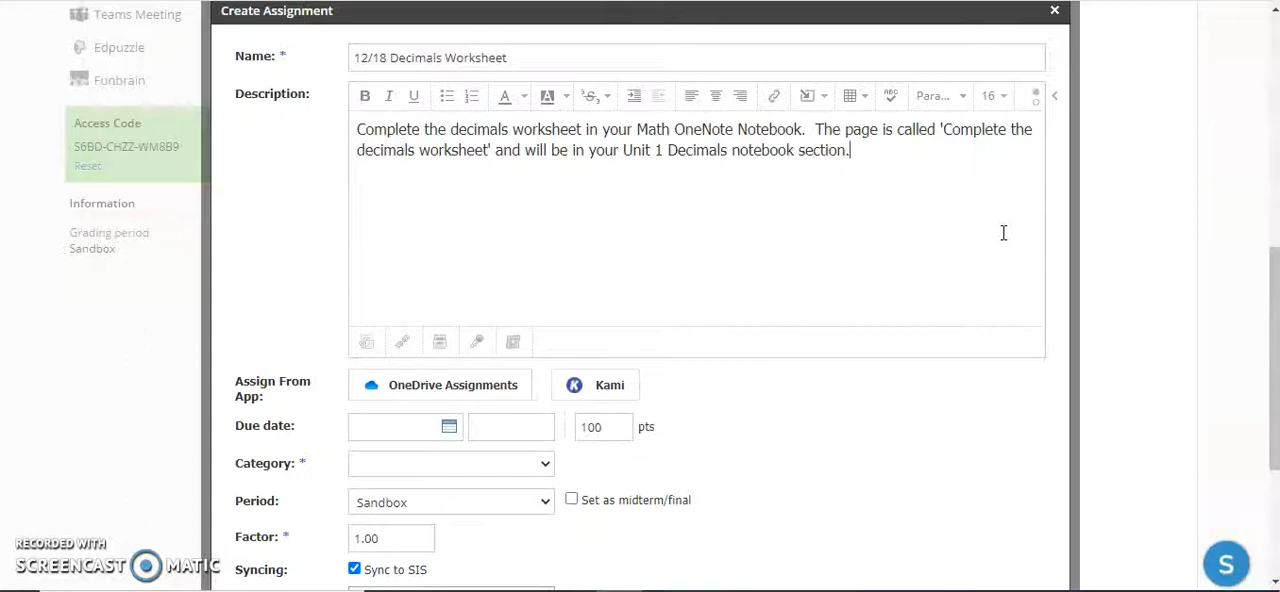 Create Assignment ×
Teams Meeting
Edpuzzle
Funbrain
Access Code
S6BD-CHZZ-WM8B9
Reset
Information
Grading period
Sandbox
Name: * 12/18 Decimals Worksheet
Description: B I U A A S ABC Para... 16
Complete the decimals worksheet in your Math OneNote Notebook. The page is called 'Complete the
decimals worksheet' and will be in your Unit 1 Decimals notebook section.
Assign From
App: OneDrive Assignments K Kami
Due date: 100 pts
Category: *
Period: Sandbox Set as midterm/final
Factor: * 1.00
Syncing: Sync to SIS
RECORDED WITH
SCREENCAST MATIC
S